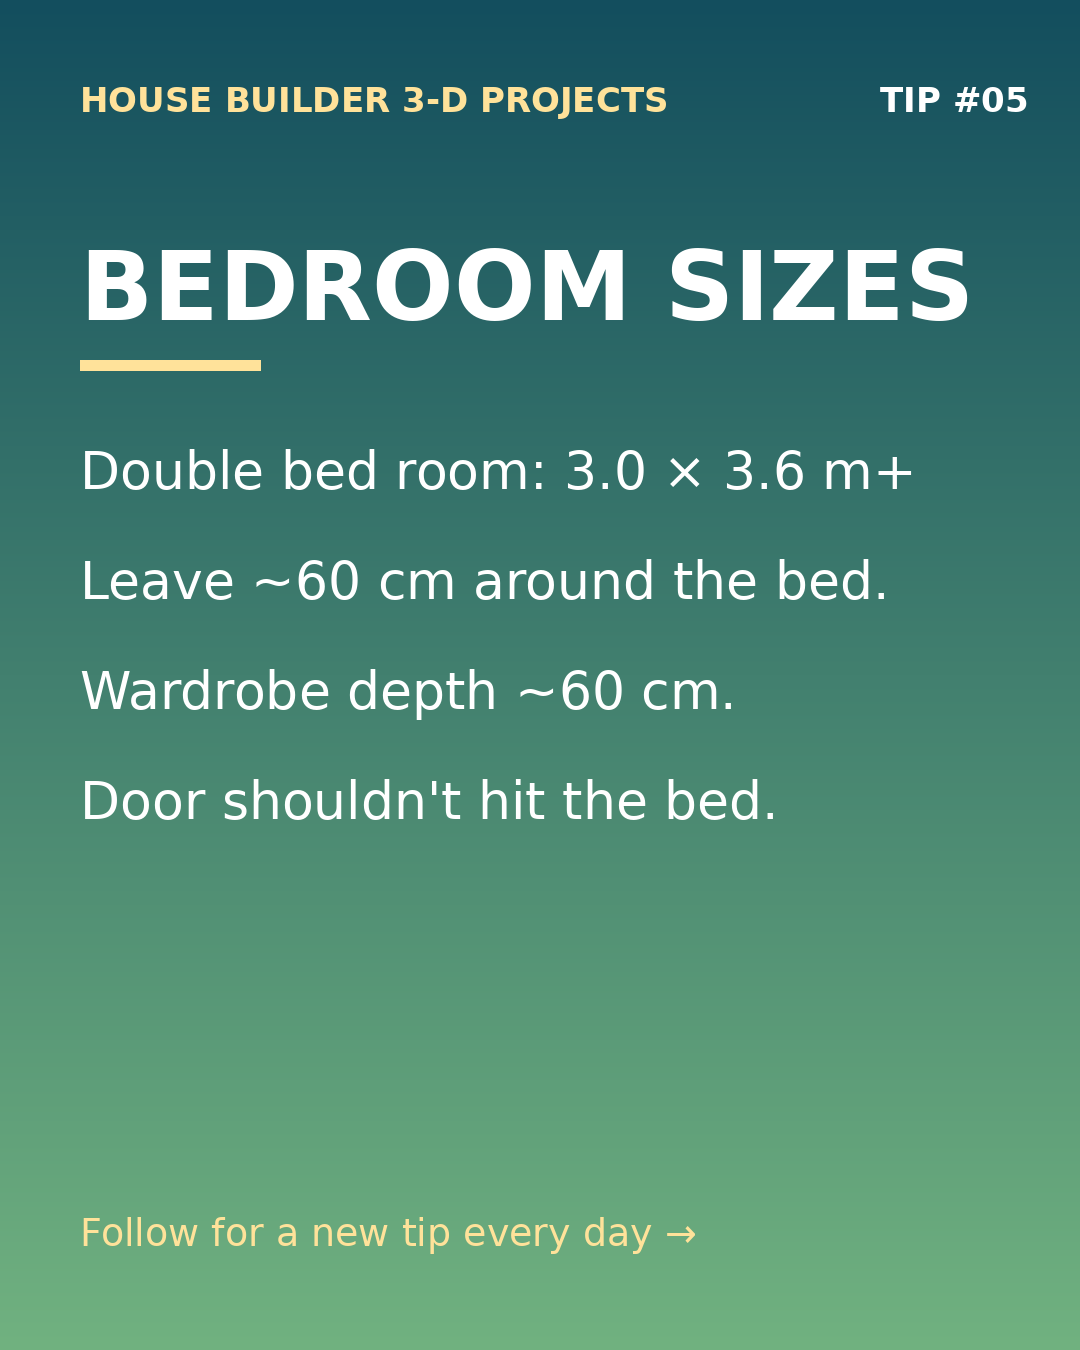 HOUSE BUILDER 3-D PROJECTS
TIP #05
BEDROOM SIZES
Double bed room: 3.0 × 3.6 m+
Leave ~60 cm around the bed.
Wardrobe depth ~60 cm.
Door shouldn't hit the bed.
Follow for a new tip every day →